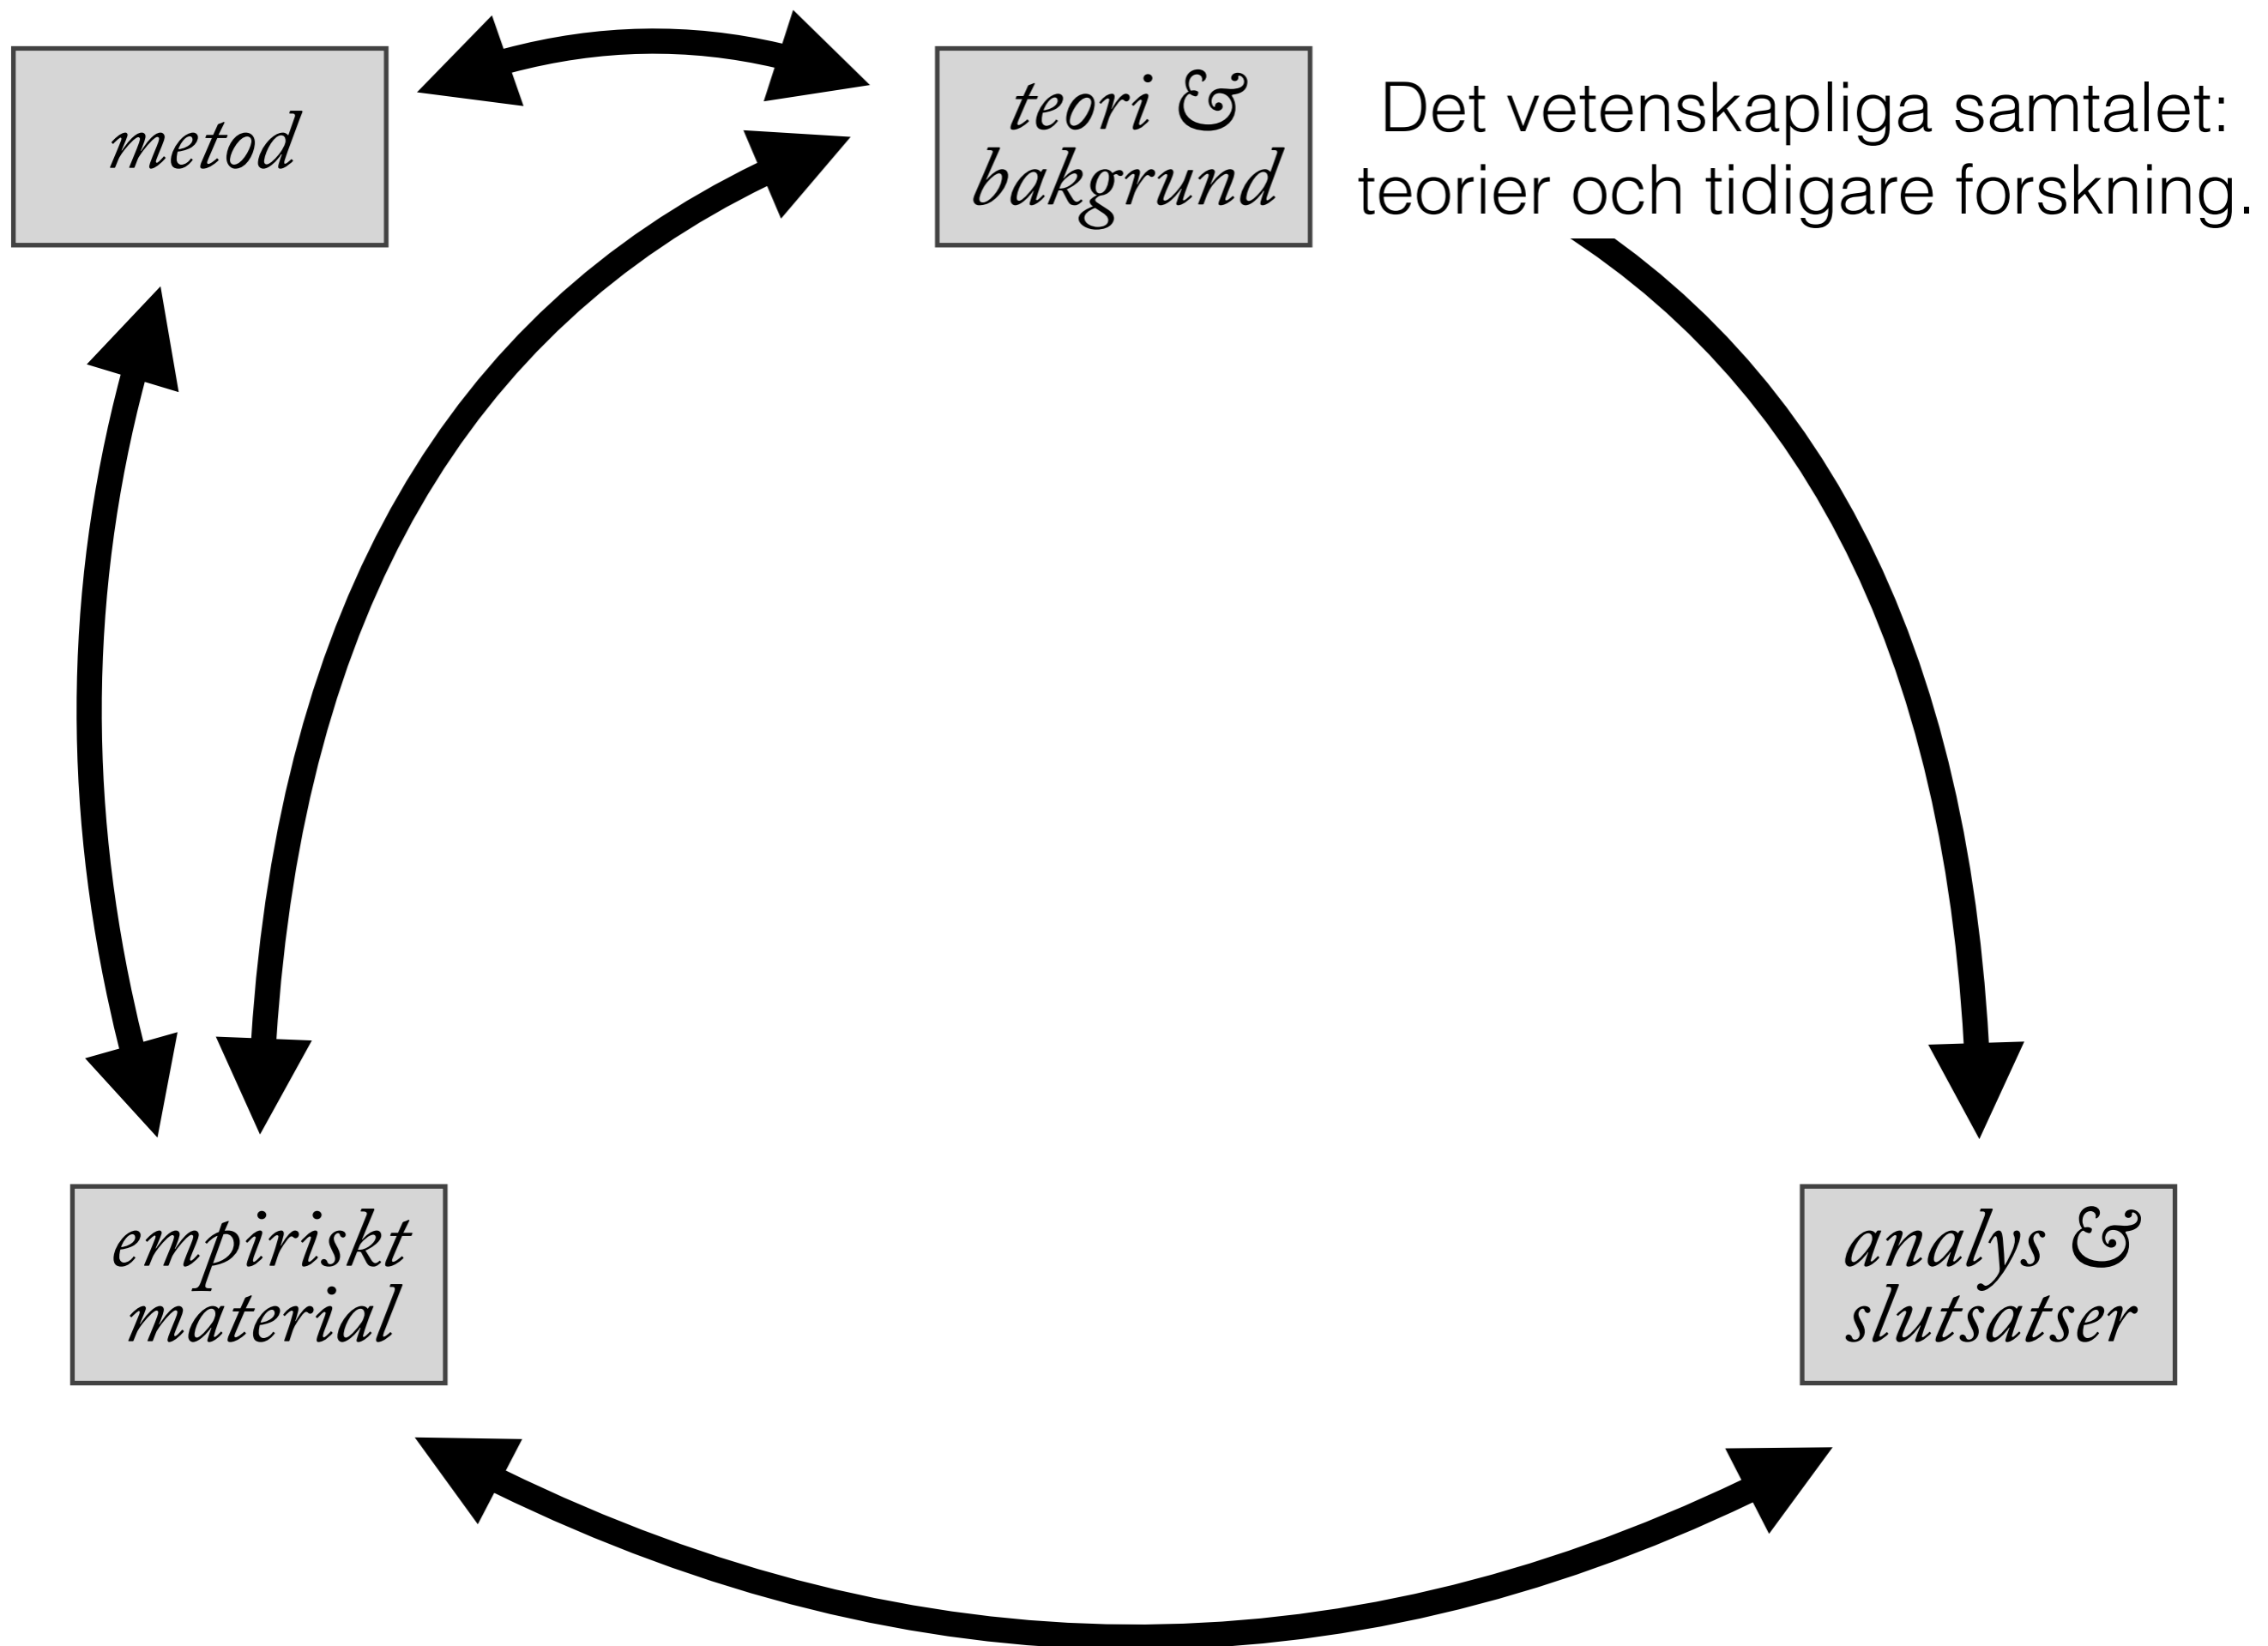 metod
teori &
bakgrund
Det vetenskapliga samtalet:
teorier och tidigare forskning.
empiriskt
material
analys &
slutsatser